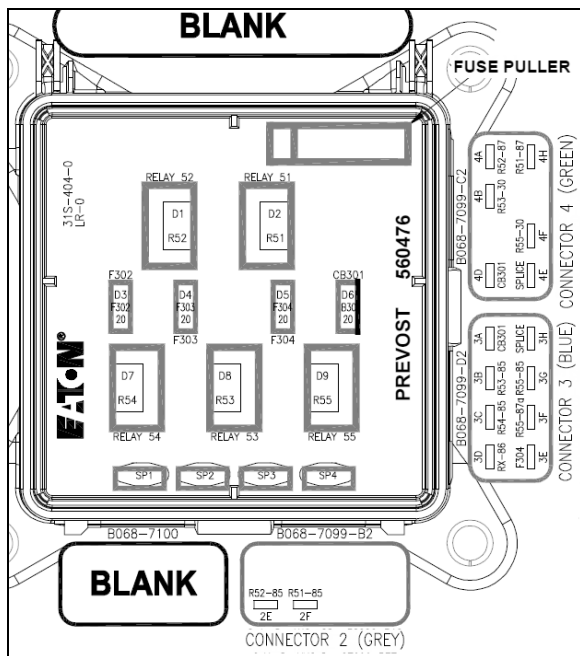 BLANK
FUSE PULLER
31S-404-0
LR-0
RELAY 52
RELAY 51
D1
R52
D2
R51
F302
CB301
D3
F302
20
D4
F303
20
D5
F304
20
D6
B30
20
F303
F304
EATON
PREVOST 560476
D7
R54
D8
R53
D9
R55
RELAY 54
RELAY 53
RELAY 55
SP1
SP2
SP3
SP4
B068-7099-C2
4A
R52-87
R51-87
4H
4B
R53-30
R55-30
4F
4D
CB301
SPLICE
4E
CONNECTOR 4 (GREEN)
B068-7099-D2
3A
CB301
SPLICE
3H
3B
R53-85
R55-85
3G
3C
R54-85
R55-87a
3F
3D
RX-86
F304
3E
CONNECTOR 3 (BLUE)
B068-7100
B068-7099-B2
BLANK
R52-85 R51-85
2E 2F
CONNECTOR 2 (GREY)